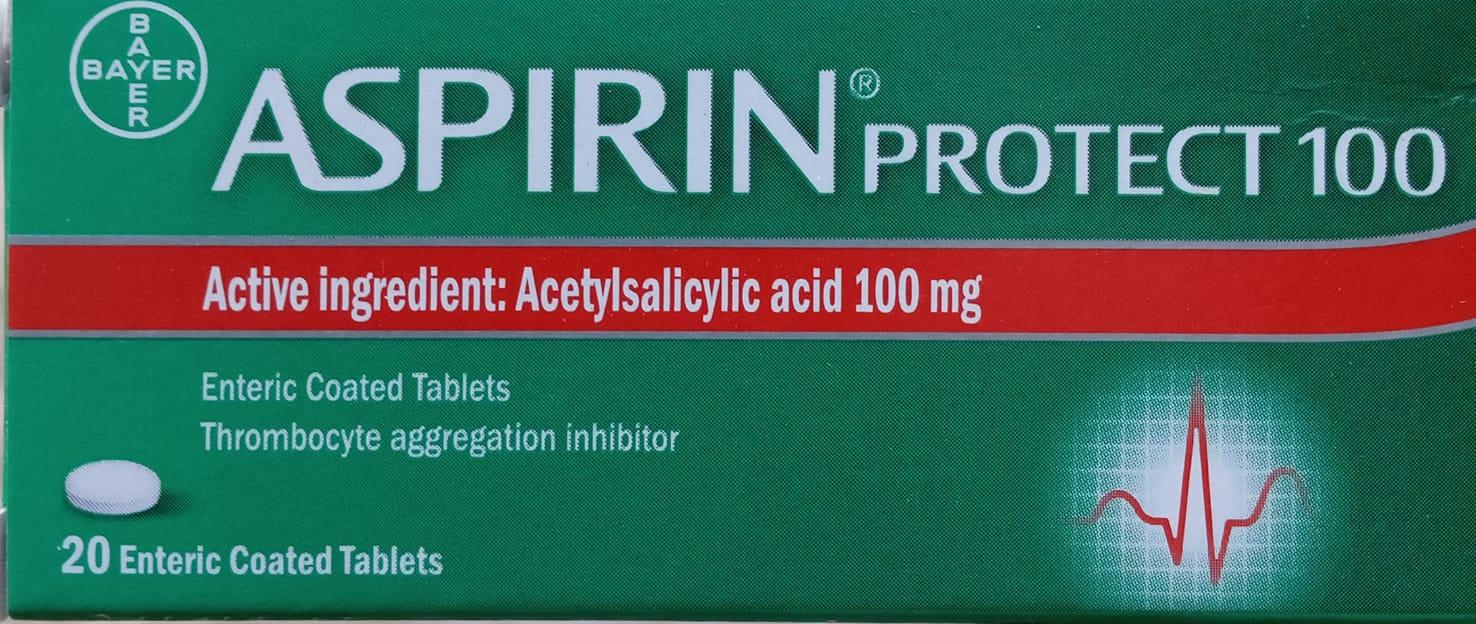 BAYER
BAYER
ASPIRIN® PROTECT 100
Active ingredient: Acetylsalicylic acid 100 mg
Enteric Coated Tablets
Thrombocyte aggregation inhibitor
20 Enteric Coated Tablets